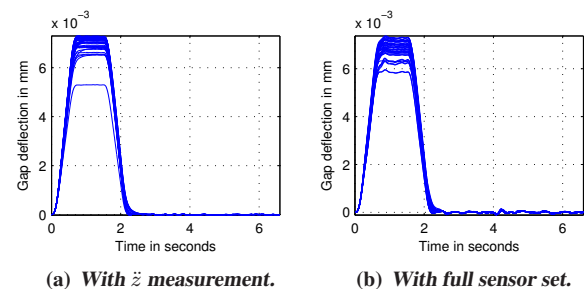 x 10⁻³
6
4
2
0
Gap deflection in mm
0 2 4 6
Time in seconds
(a) With z̈ measurement.
x 10⁻³
6
4
2
0
Gap deflection in mm
0 2 4 6
Time in seconds
(b) With full sensor set.